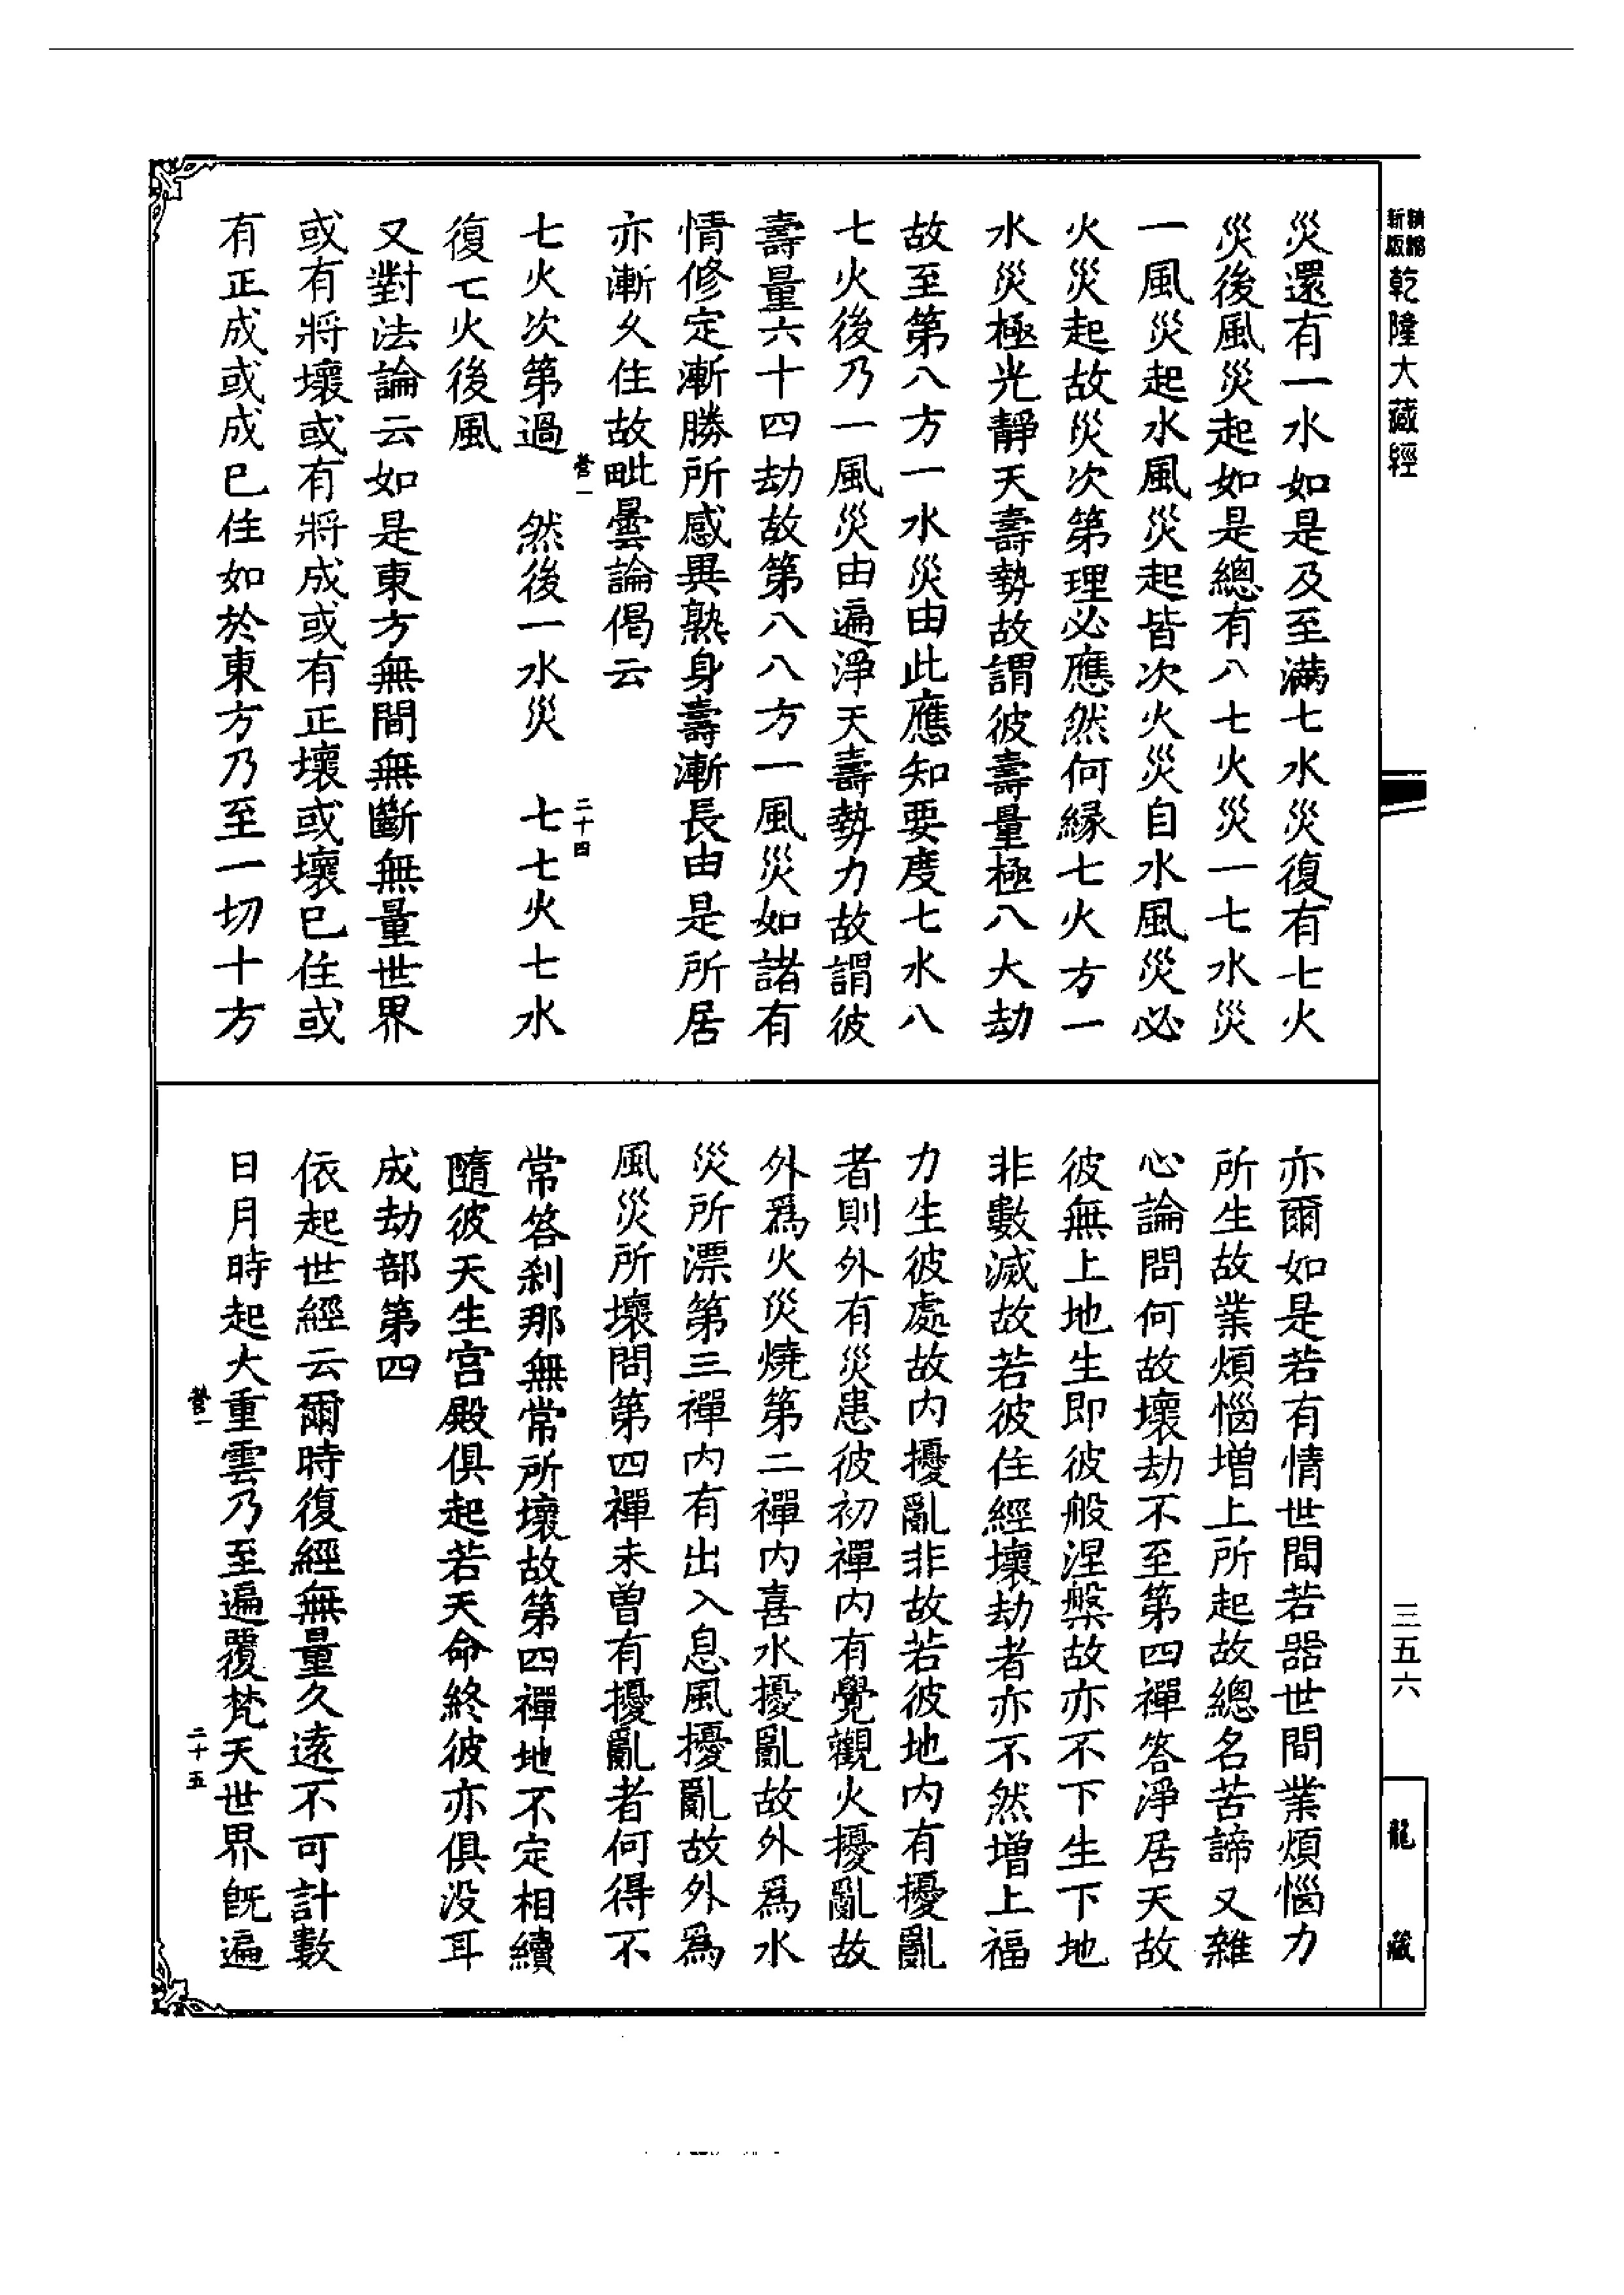 新版精縮乾隆大藏經
三五六
龍藏
災還有一水如是及至滿七水災復有七火
災後風災起如是總有八七火災一七水災
一風災起水風災起皆次火災自水風災必
火災起故災次第理必應然何緣七火方一
水災極光靜天壽勢故謂彼壽量極八大劫
故至第八方一水災由此應知要度七水八
七火後乃一風災由遍淨天壽勢力故謂彼
壽量六十四劫故第八八方一風災如諸有
情修定漸勝所感異熟身壽漸長由是所居
亦漸久住故毗曇論偈云
營一
二十四
七火次第過 然後一水災 七七火七水
復七火後風
又對法論云如是東方無間無斷無量世界
或有將壞或有將成或有正壞或壞已住或
有正成或成已住如於東方乃至一切十方
亦爾如是若有情世間若器世間業煩惱力
所生故業煩惱增上所起故總名苦諦又雜
心論問何故壞劫不至第四禪答淨居天故
彼無上地生即彼般涅槃故亦不下生下地
非數滅故若彼住經壞劫者亦不然增上福
力生彼處故內擾亂非故若彼地內有擾亂
者則外有災患彼初禪內有覺觀火擾亂故
外爲火災燒第二禪內喜水擾亂故外爲水
災所漂第三禪內有出入息風擾亂故外爲
風災所壞問第四禪未曾有擾亂者何得不
常答刹那無常所壞故第四禪地不定相續
隨彼天生宮殿俱起若天命終彼亦俱沒耳
成劫部第四
依起世經云爾時復經無量久遠不可計數
日月時起大重雲乃至遍覆梵天世界既遍
營一
二十五